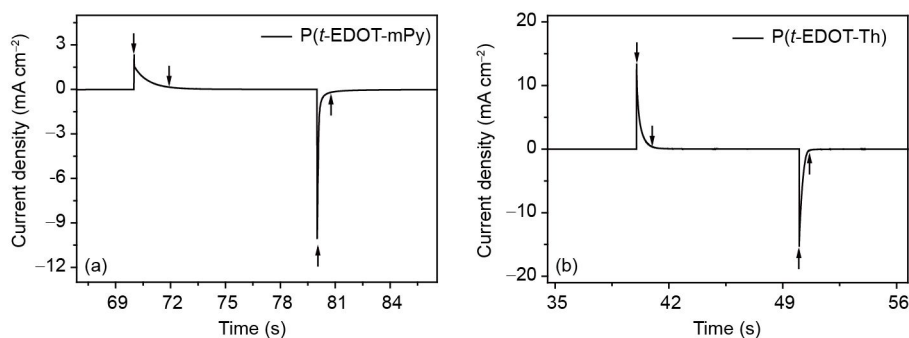 P(t-EDOT-mPy)
Current density (mA cm−2)
3
0
−3
−6
−9
−12
(a)
69 72 75 78 81 84
Time (s)
P(t-EDOT-Th)
Current density (mA cm−2)
20
10
0
−10
−20
(b)
35 42 49 56
Time (s)